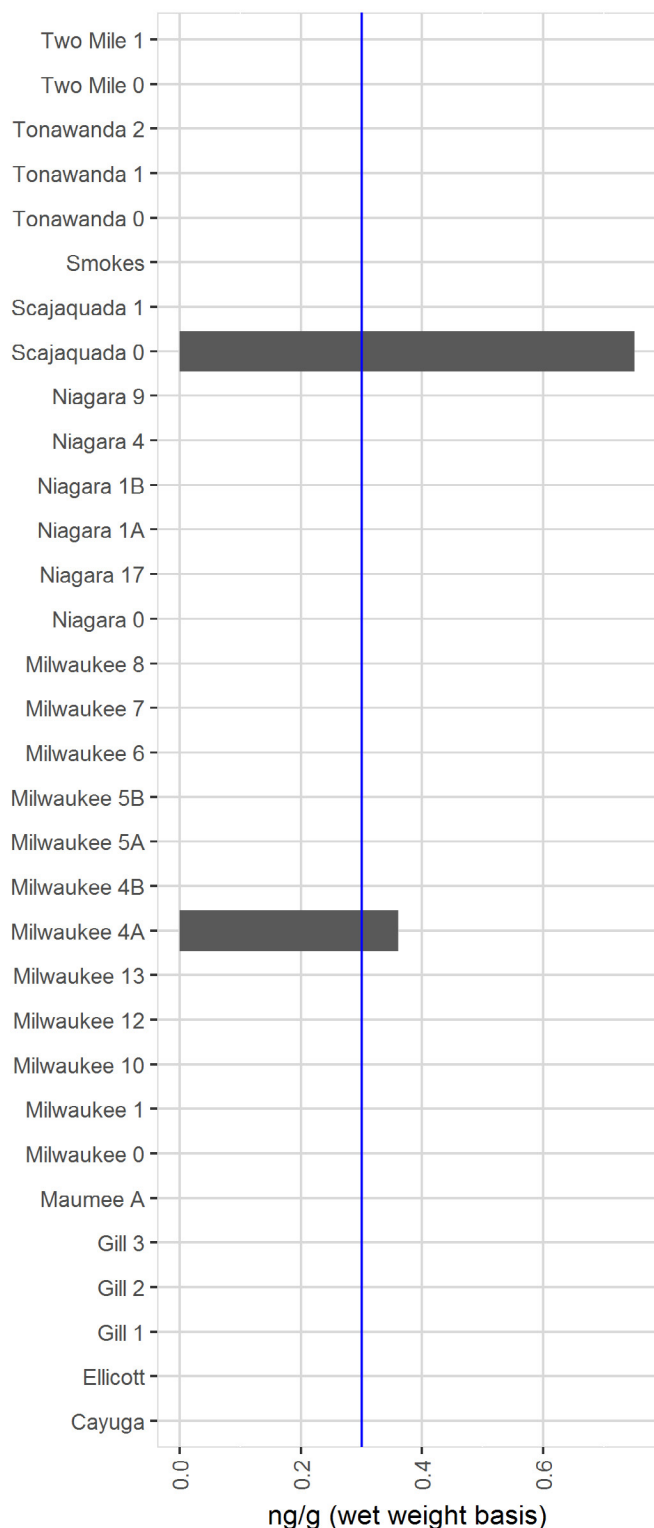 Two Mile 1
Two Mile 0
Tonawanda 2
Tonawanda 1
Tonawanda 0
Smokes
Scajaquada 1
Scajaquada 0
Niagara 9
Niagara 4
Niagara 1B
Niagara 1A
Niagara 17
Niagara 0
Milwaukee 8
Milwaukee 7
Milwaukee 6
Milwaukee 5B
Milwaukee 5A
Milwaukee 4B
Milwaukee 4A
Milwaukee 13
Milwaukee 12
Milwaukee 10
Milwaukee 1
Milwaukee 0
Maumee A
Gill 3
Gill 2
Gill 1
Ellicott
Cayuga
0.0
0.2
0.4
0.6
ng/g (wet weight basis)